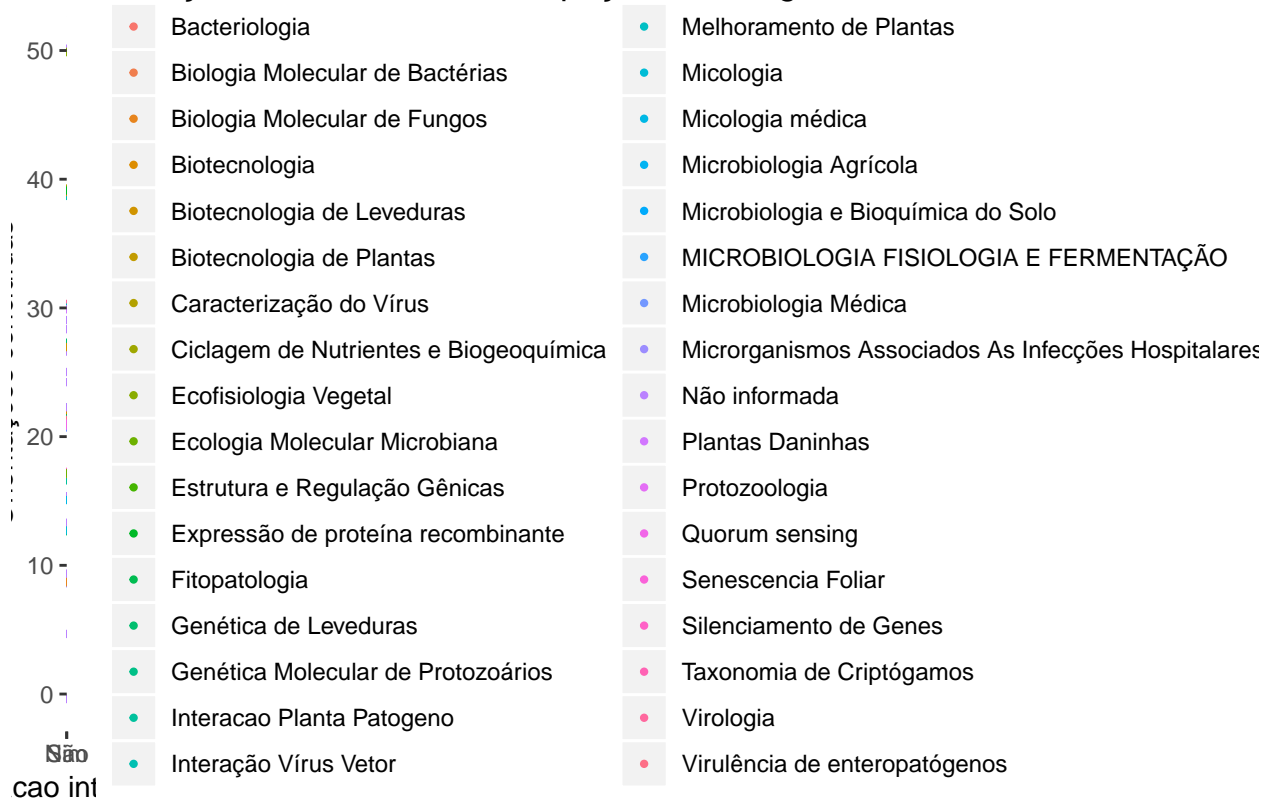 50
40
30
20
10
0
cao int
Bacteriologia
Biologia Molecular de Bactérias
Biologia Molecular de Fungos
Biotecnologia
Biotecnologia de Leveduras
Biotecnologia de Plantas
Caracterização do Vírus
Ciclagem de Nutrientes e Biogeoquímica
Ecofisiologia Vegetal
Ecologia Molecular Microbiana
Estrutura e Regulação Gênicas
Expressão de proteína recombinante
Fitopatologia
Genética de Leveduras
Genética Molecular de Protozoários
Interacao Planta Patogeno
Interação Vírus Vetor
Melhoramento de Plantas
Micologia
Micologia médica
Microbiologia Agrícola
Microbiologia e Bioquímica do Solo
MICROBIOLOGIA FISIOLOGIA E FERMENTAÇÃO
Microbiologia Médica
Microrganismos Associados As Infecções Hospitalares
Não informada
Plantas Daninhas
Protozoologia
Quorum sensing
Senescencia Foliar
Silenciamento de Genes
Taxonomia de Criptógamos
Virologia
Virulência de enteropatógenos